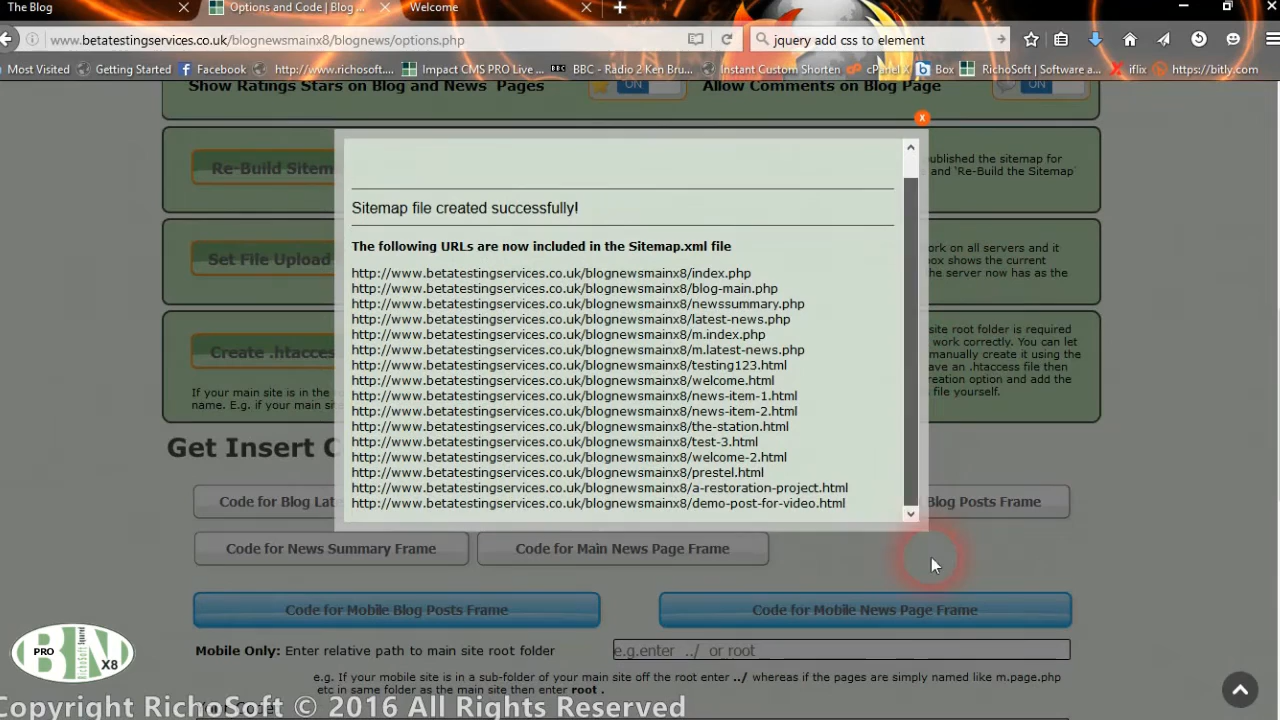 The Blog
Options and Code | Blog ...
Welcome
www.betatestingservices.co.uk/blognewsmainx8/blognews/options.php
jquery add css to element
Most Visited
Getting Started
Facebook
http://www.richosoft....
Impact CMS PRO Live ...
BBC - Radio 2 Ken Bru...
Instant Custom Shorten
cPanel X
Box
RichoSoft | Software a...
iflix
https://bitly.com
Show Ratings Stars on Blog and News Pages
ON
Allow Comments on Blog Page
ON
x
Re-Build Sitem
ublished the sitemap for
and 'Re-Build the Sitemap'
Sitemap file created successfully!
The following URLs are now included in the Sitemap.xml file
http://www.betatestingservices.co.uk/blognewsmainx8/index.php
http://www.betatestingservices.co.uk/blognewsmainx8/blog-main.php
http://www.betatestingservices.co.uk/blognewsmainx8/newssummary.php
http://www.betatestingservices.co.uk/blognewsmainx8/latest-news.php
http://www.betatestingservices.co.uk/blognewsmainx8/m.index.php
http://www.betatestingservices.co.uk/blognewsmainx8/m.latest-news.php
http://www.betatestingservices.co.uk/blognewsmainx8/testing123.html
http://www.betatestingservices.co.uk/blognewsmainx8/welcome.html
http://www.betatestingservices.co.uk/blognewsmainx8/news-item-1.html
http://www.betatestingservices.co.uk/blognewsmainx8/news-item-2.html
http://www.betatestingservices.co.uk/blognewsmainx8/the-station.html
http://www.betatestingservices.co.uk/blognewsmainx8/test-3.html
http://www.betatestingservices.co.uk/blognewsmainx8/welcome-2.html
http://www.betatestingservices.co.uk/blognewsmainx8/prestel.html
http://www.betatestingservices.co.uk/blognewsmainx8/a-restoration-project.html
http://www.betatestingservices.co.uk/blognewsmainx8/demo-post-for-video.html
Set File Upload
ork on all servers and it
box shows the current
the server now has as the
Create .htacces
site root folder is required
work correctly. You can let
manually create it using the
ave an .htaccess file then
creation option and add the
s file yourself.
If your main site is in the ro
name. E.g. if your main sit
Get Insert C
Code for Blog Lat
Blog Posts Frame
Code for News Summary Frame
Code for Main News Page Frame
Code for Mobile Blog Posts Frame
Code for Mobile News Page Frame
Mobile Only: Enter relative path to main site root folder
e.g.enter ../ or root
e.g. If your mobile site is in a sub-folder of your main site off the root enter ../ whereas if the pages are simply named like m.page.php
etc in same folder as the main site then enter root .
BN
PRO
RichoSoft
X8
Copyright RichoSoft © 2016 All Rights Reserved